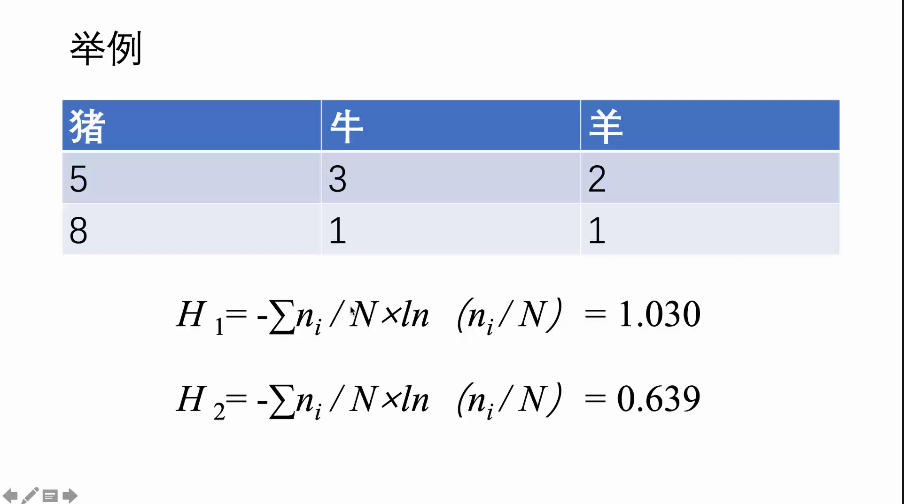 举例
猪 牛 羊
5 3 2
8 1 1
H 1= -∑ni / N×ln （ni / N） = 1.030
H 2= -∑ni / N×ln （ni / N） = 0.639